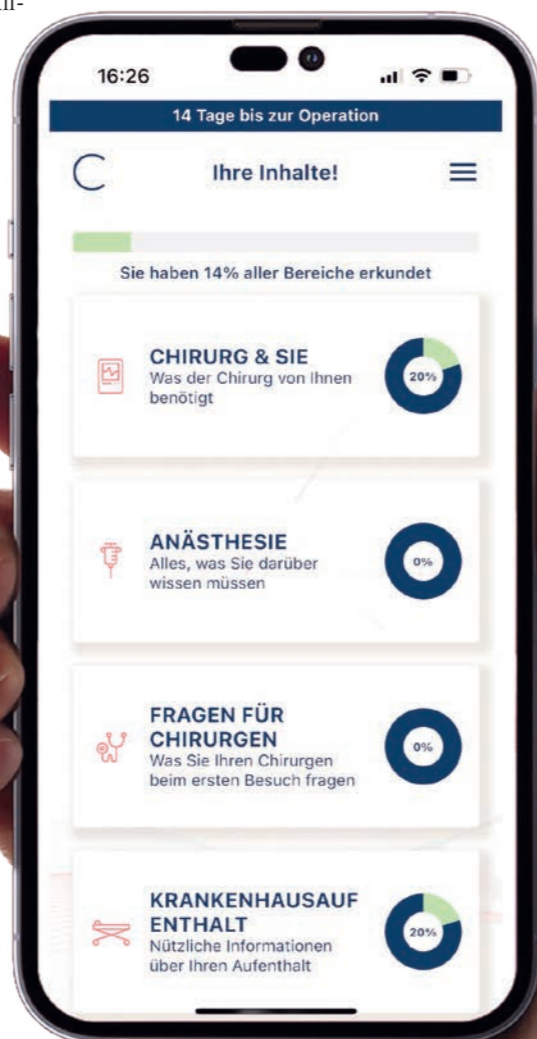 16:26
14 Tage bis zur Operation
Ihre Inhalte!
Sie haben 14% aller Bereiche erkundet
CHIRURG & SIE
Was der Chirurg von Ihnen
benötigt
20%
ANÄSTHESIE
Alles, was Sie darüber
wissen müssen
0%
FRAGEN FÜR
CHIRURGEN
Was Sie Ihren Chirurgen
beim ersten Besuch fragen
0%
KRANKENHAUSAUF
ENTHALT
Nützliche Informationen
über Ihren Aufenthalt
20%